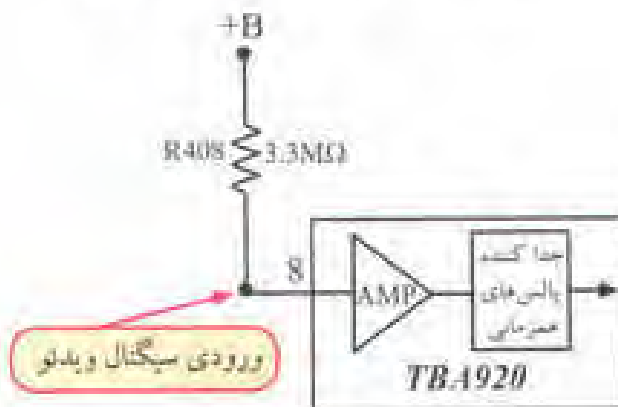 +B
R408 3.3MΩ
8
AMP
جدا کننده
پالس‌های
همزمانی
ورودی سیگنال ویدئو
TBA920